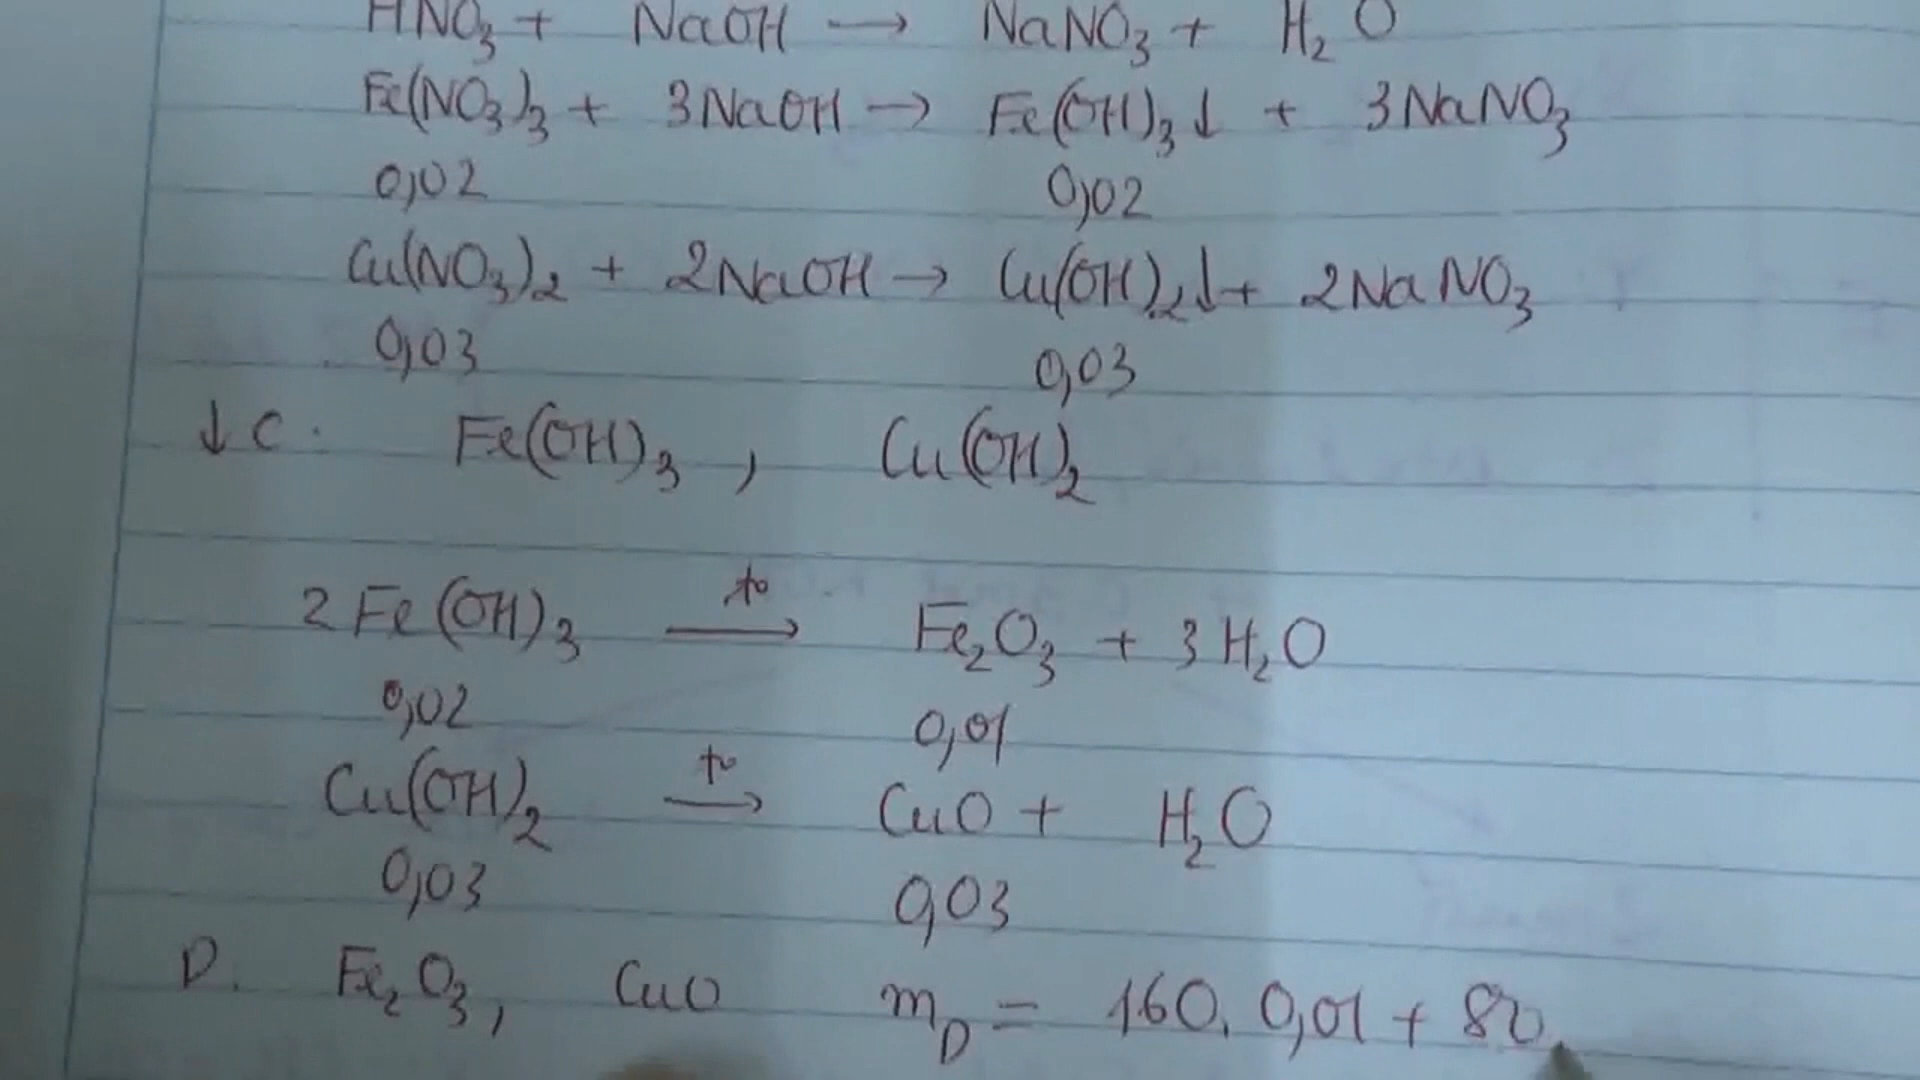 HNO₃ + NaOH → NaNO₃ + H₂O
Fe(NO₃)₃ + 3NaOH → Fe(OH)₃↓ + 3NaNO₃
0,02 0,02
Cu(NO₃)₂ + 2NaOH → Cu(OH)₂↓ + 2NaNO₃
0,03 0,03
↓ C. Fe(OH)₃, Cu(OH)₂
2Fe(OH)₃ →(t°) Fe₂O₃ + 3H₂O
0,02 0,01
Cu(OH)₂ →(t°) CuO + H₂O
0,03 0,03
D. Fe₂O₃, CuO m_D = 160. 0,01 + 80.